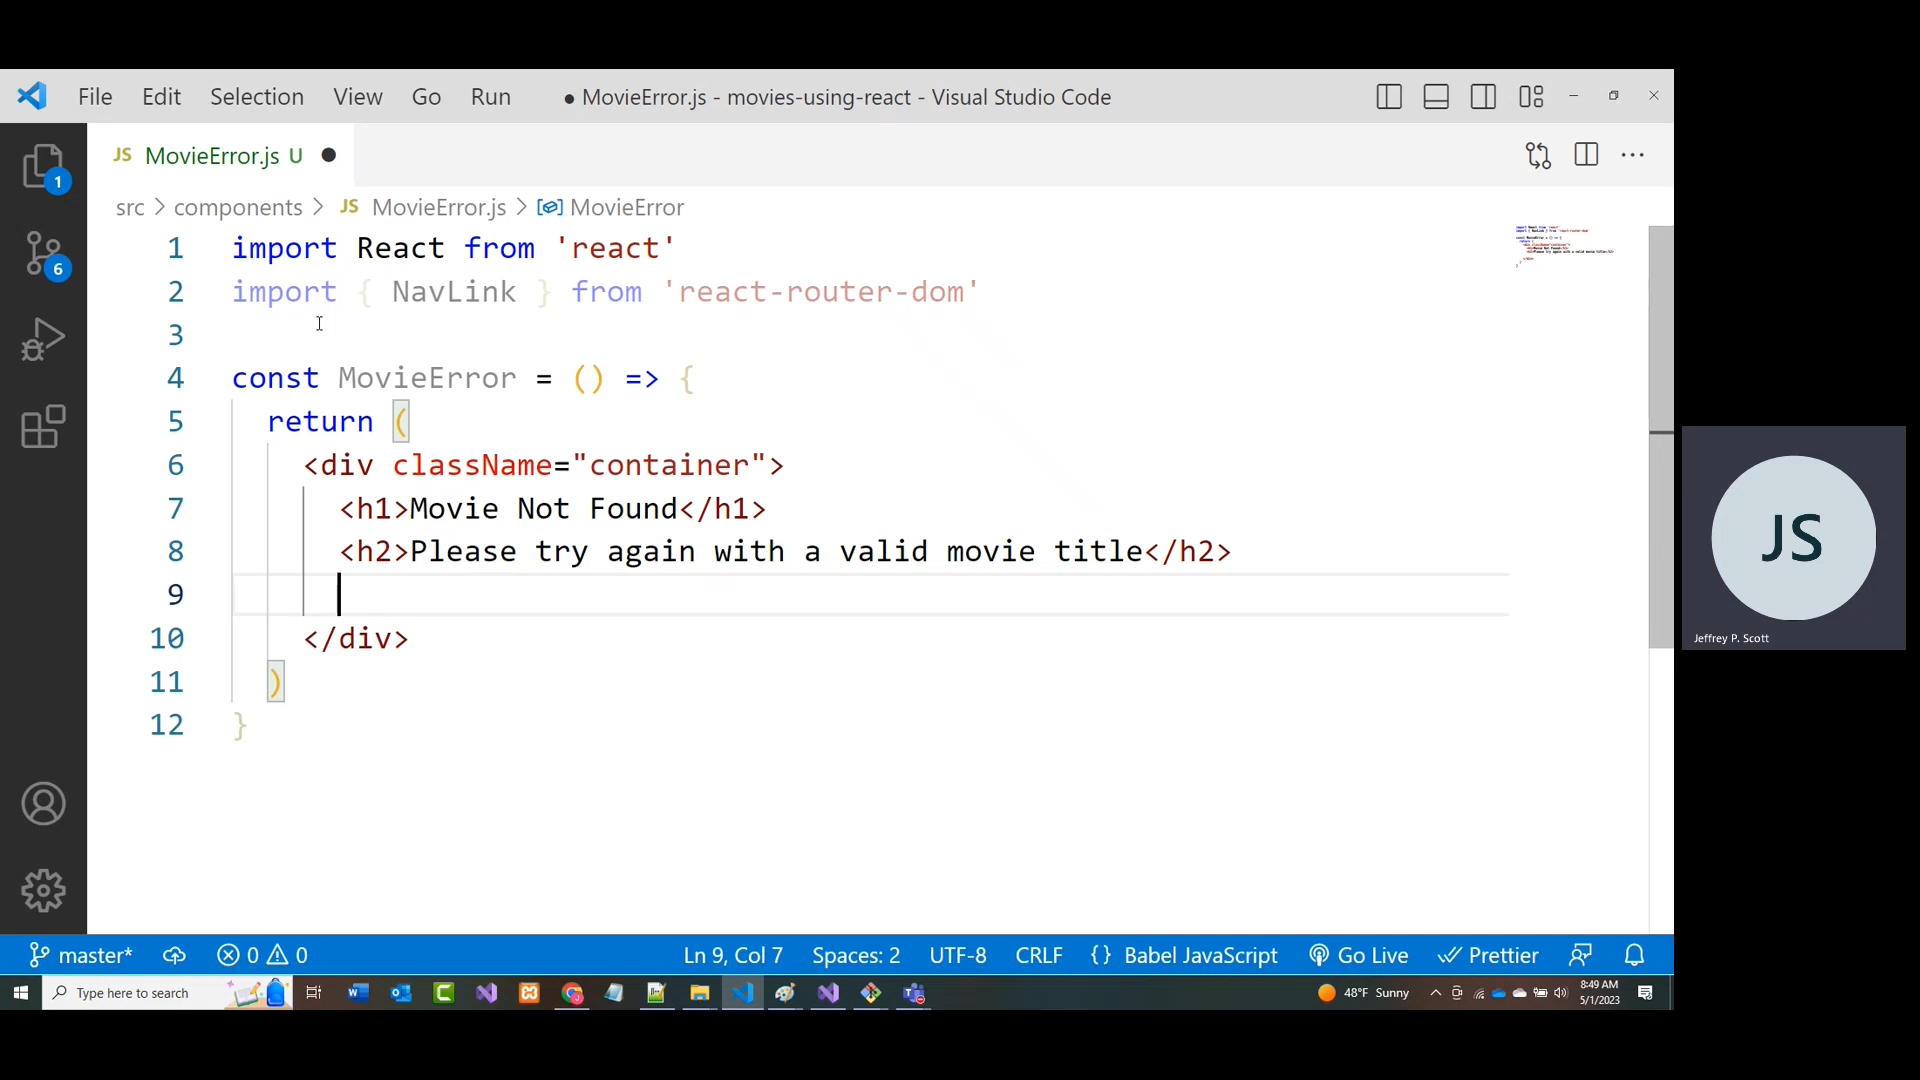 File Edit Selection View Go Run ● MovieError.js - movies-using-react - Visual Studio Code
JS MovieError.js U ●
src > components > JS MovieError.js > MovieError
1 import React from 'react'
2 import { NavLink } from 'react-router-dom'
3
4 const MovieError = () => {
5 return (
6 <div className="container">
7 <h1>Movie Not Found</h1>
8 <h2>Please try again with a valid movie title</h2>
9
10 </div>
11 )
12 }
1
6
JS
Jeffrey P. Scott
master* 0 0 Ln 9, Col 7 Spaces: 2 UTF-8 CRLF {} Babel JavaScript Go Live Prettier
Type here to search 48°F Sunny 8:49 AM
5/1/2023